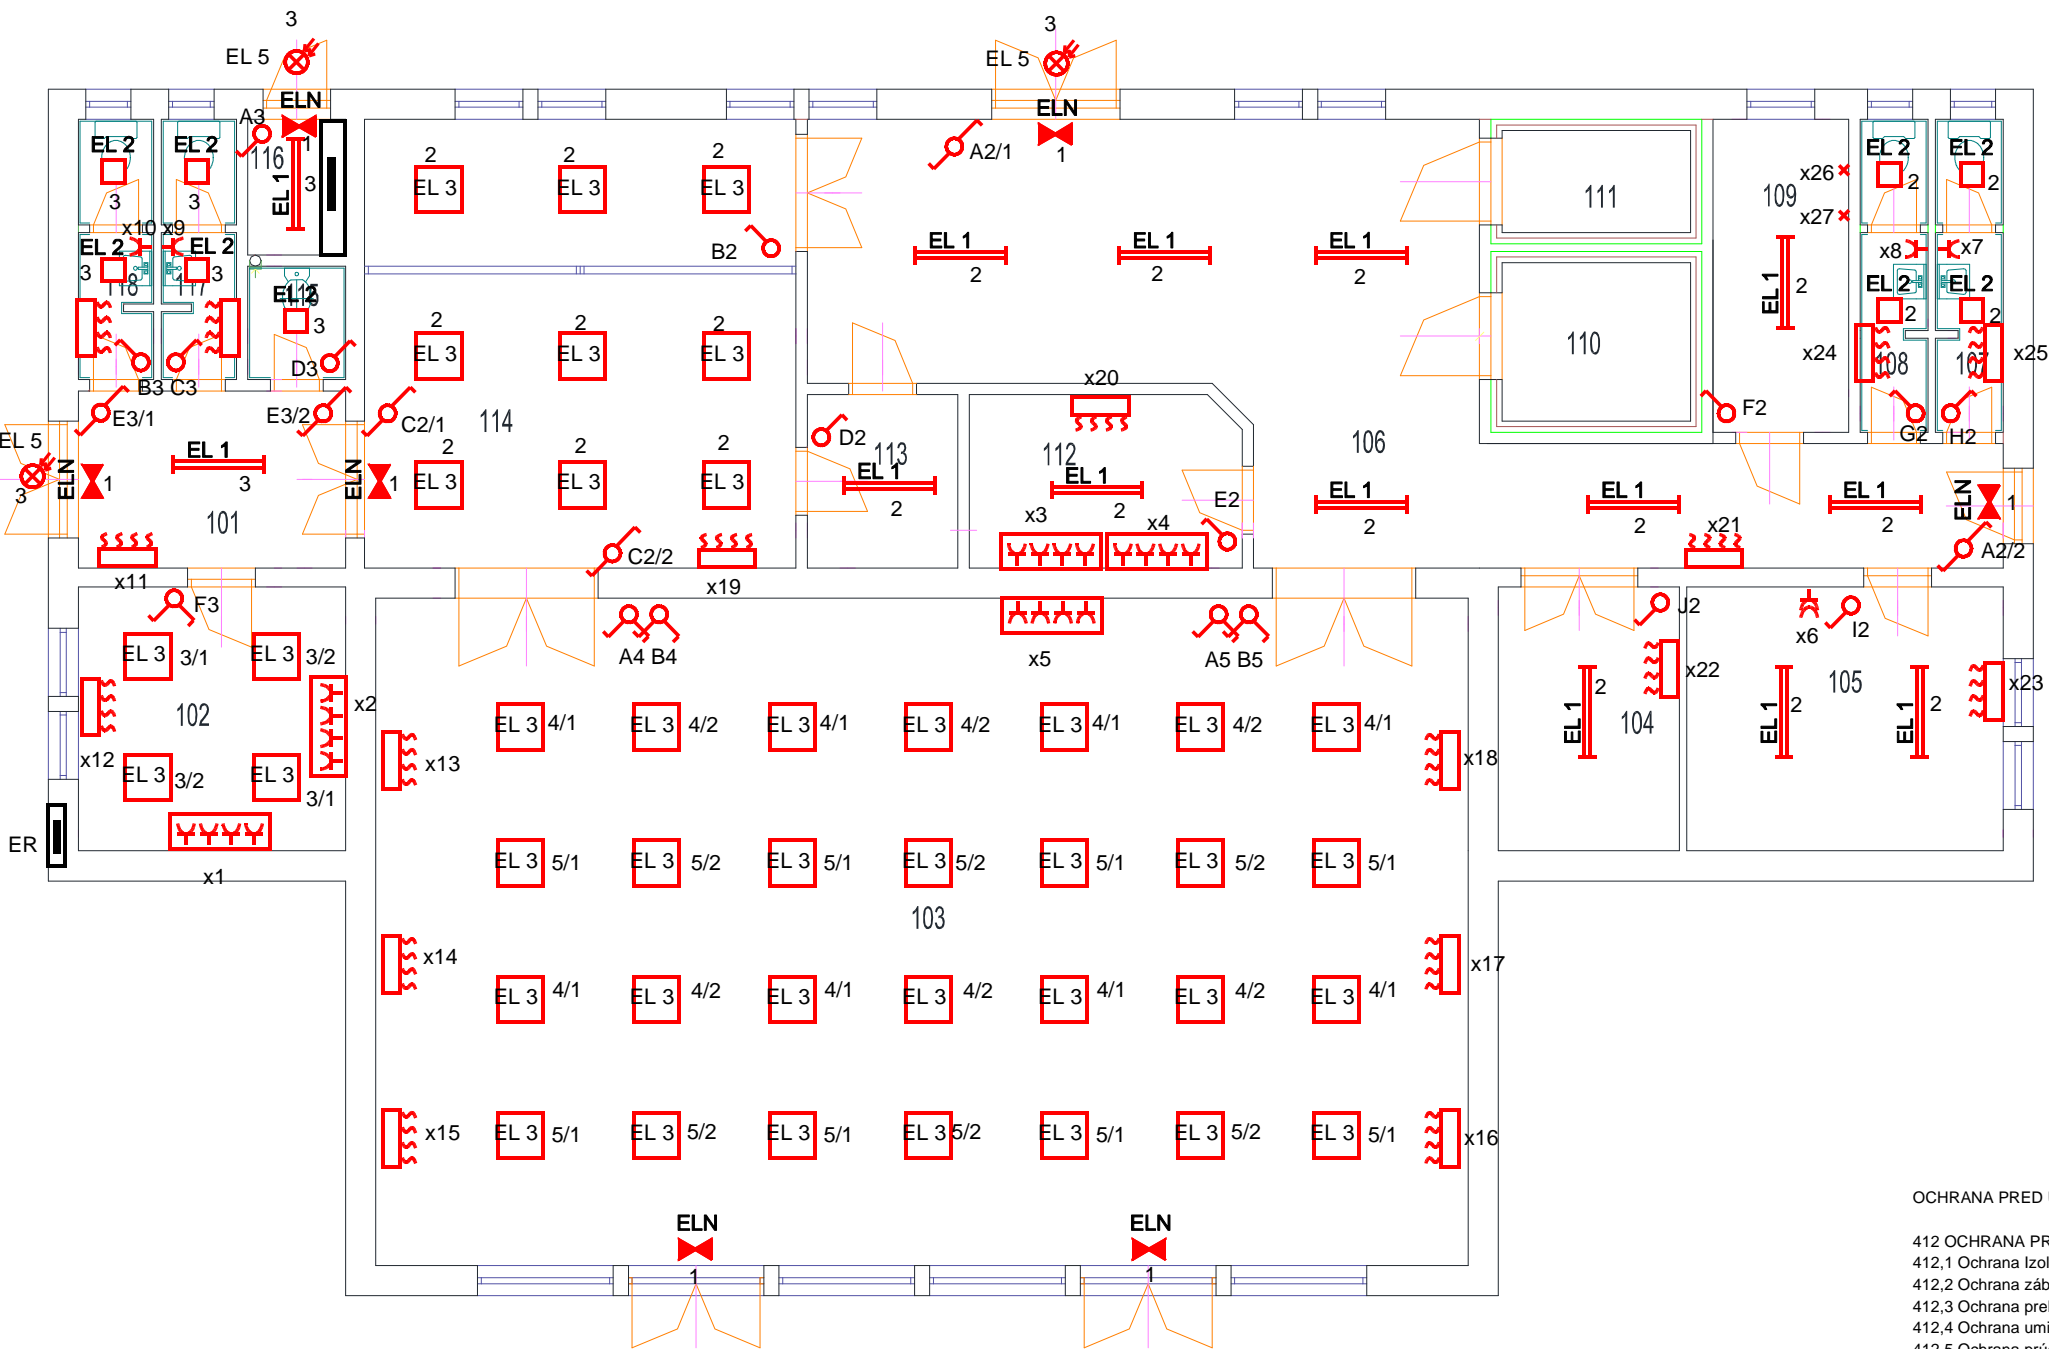 3
EL 5
3
EL 5
ELN
A3
116
1
EL 1
3
EL 2
3
EL 2
3
x10
x9
EL 2
3
118
EL 2
3
117
EL 2
3
D3
B3
C3
E3/1
E3/2
C2/1
EL 5
3
ELN
1
EL 1
3
101
ELN
1
x11
2
EL 3
2
EL 3
2
EL 3
B2
2
EL 3
2
EL 3
2
EL 3
114
2
EL 3
2
EL 3
2
EL 3
C2/2
x19
ELN
1
A2/1
EL 1
2
EL 1
2
EL 1
2
111
110
109
x26
x27
EL 1
2
F2
EL 2
2
EL 2
2
x8
x7
EL 2
2
EL 2
2
x24
108
107
x25
G2
H2
D2
113
EL 1
2
x20
112
EL 1
2
E2
x3
x4
106
EL 1
2
EL 1
2
EL 1
2
x21
ELN
1
A2/2
F3
EL 3
3/1
EL 3
3/2
x2
102
x12
EL 3
3/2
EL 3
3/1
ER
x1
A4
B4
x5
A5
B5
J2
x22
EL 1
2
104
x6
I2
105
EL 1
2
EL 1
2
x23
EL 3
4/1
EL 3
4/2
EL 3
4/1
EL 3
4/2
EL 3
4/1
EL 3
4/2
EL 3
4/1
x13
x18
EL 3
5/1
EL 3
5/2
EL 3
5/1
EL 3
5/2
EL 3
5/1
EL 3
5/2
EL 3
5/1
103
x14
x17
EL 3
4/1
EL 3
4/2
EL 3
4/1
EL 3
4/2
EL 3
4/1
EL 3
4/2
EL 3
4/1
x15
EL 3
5/1
EL 3
5/2
EL 3
5/1
EL 3
5/2
EL 3
5/1
EL 3
5/2
EL 3
5/1
x16
ELN
1
ELN
1
OCHRANA PRED
412 OCHRANA PR
412,1 Ochrana Izol
412,2 Ochrana záb
412,3 Ochrana prel
412,4 Ochrana umi